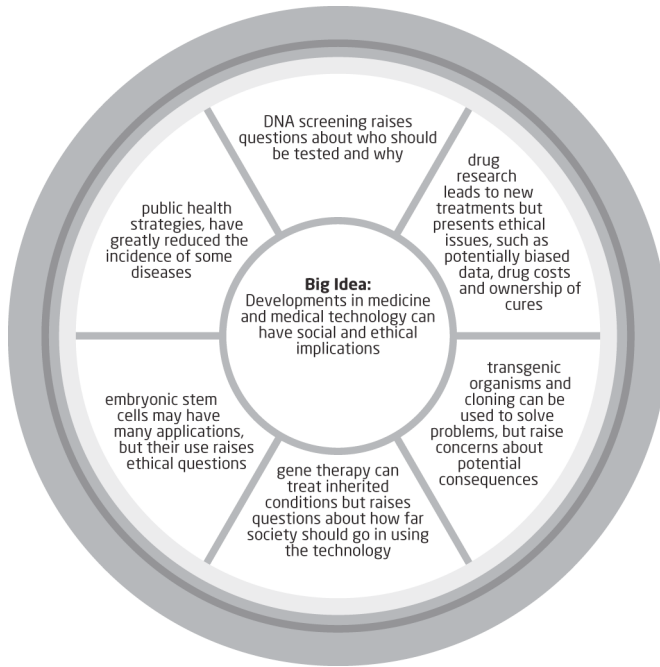 DNA screening raises
questions about who should
be tested and why
drug
research
leads to new
treatments but
presents ethical
issues, such as
potentially biased
data, drug costs
and ownership of
cures
transgenic
organisms and
cloning can be
used to solve
problems, but raise
concerns about
potential
consequences
gene therapy can
treat inherited
conditions but raises
questions about how far
society should go in using
the technology
embryonic stem
cells may have
many applications,
but their use raises
ethical questions
public health
strategies, have
greatly reduced the
incidence of some
diseases
Big Idea:
Developments in medicine
and medical technology can
have social and ethical
implications